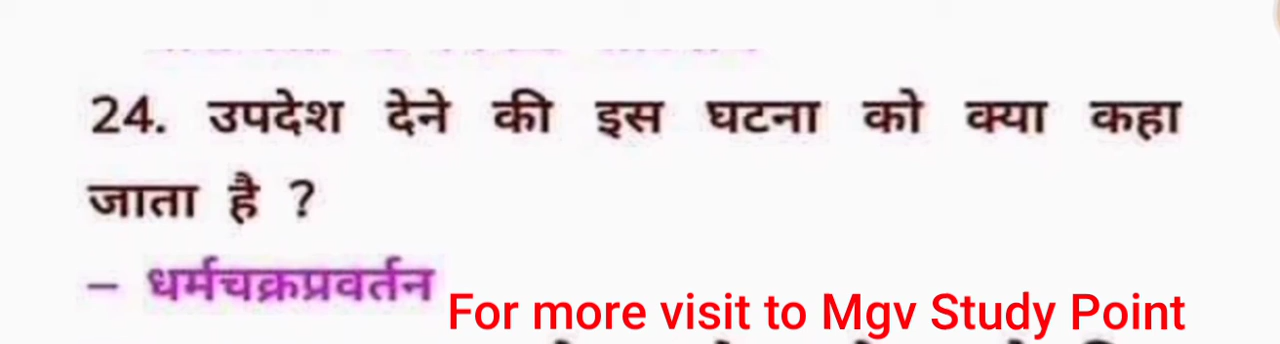 24. उपदेश देने की इस घटना को क्या कहा
जाता है ?
– धर्मचक्रप्रवर्तन
For more visit to Mgv Study Point